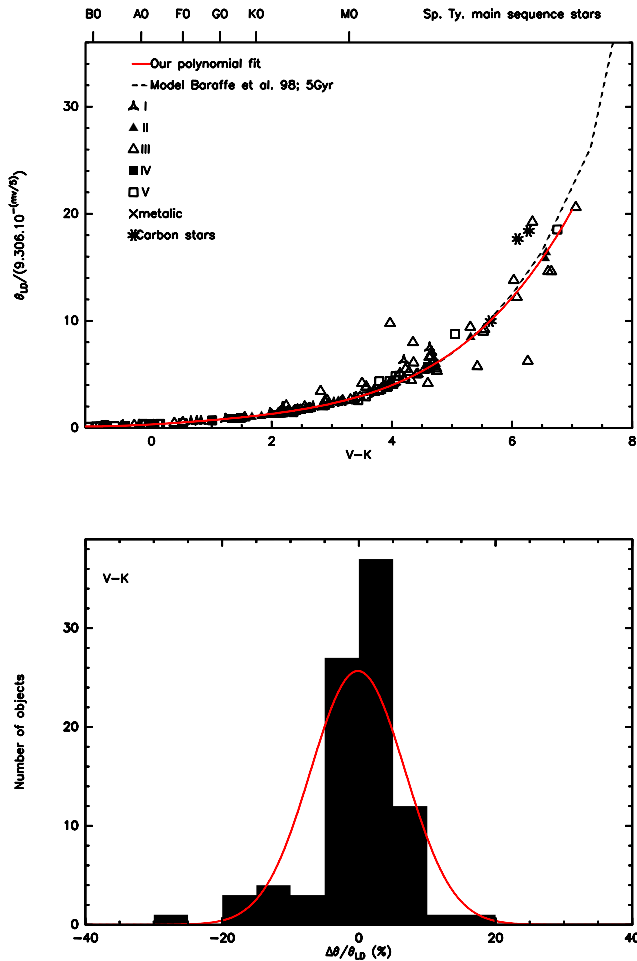 B0 A0 F0 G0 K0 M0 Sp. Ty. main sequence stars
Our polynomial fit
Model Baraffe et al. 98; 5Gyr
I
II
III
IV
V
metalic
Carbon stars
θLD/(9.306.10^-(mv/5))
30
20
10
0
0 2 4 6 8
V-K
V-K
Number of objects
30
20
10
0
-40 -20 0 20 40
Δθ/θLD (%)